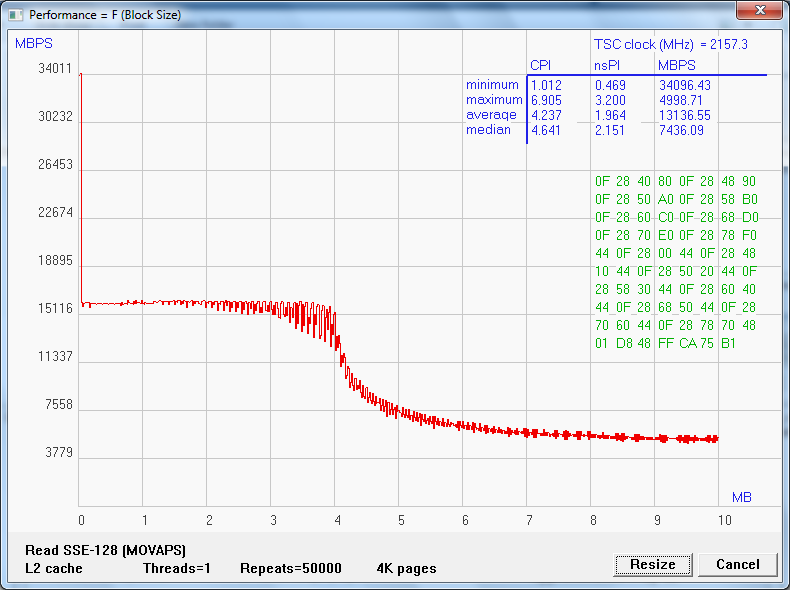 Performance = F (Block Size)
MBPS
TSC clock (MHz) = 2157.3
CPI nsPI MBPS
minimum 1.012 0.469 34096.43
maximum 6.905 3.200 4998.71
average 4.237 1.964 13136.55
median 4.641 2.151 7436.09
34011
30232
26453
22674
18895
15116
11337
7558
3779
0F 28 40 80 0F 28 48 90
0F 28 50 A0 0F 28 58 B0
0F 28 60 C0 0F 28 68 D0
0F 28 70 E0 0F 28 78 F0
44 0F 28 00 44 0F 28 48
10 44 0F 28 50 20 44 0F
28 58 30 44 0F 28 60 40
44 0F 28 68 50 44 0F 28
70 60 44 0F 28 78 70 48
01 D8 48 FF CA 75 B1
MB
0 1 2 3 4 5 6 7 8 9 10
Read SSE-128 (MOVAPS)
L2 cache Threads=1 Repeats=50000 4K pages
Resize Cancel